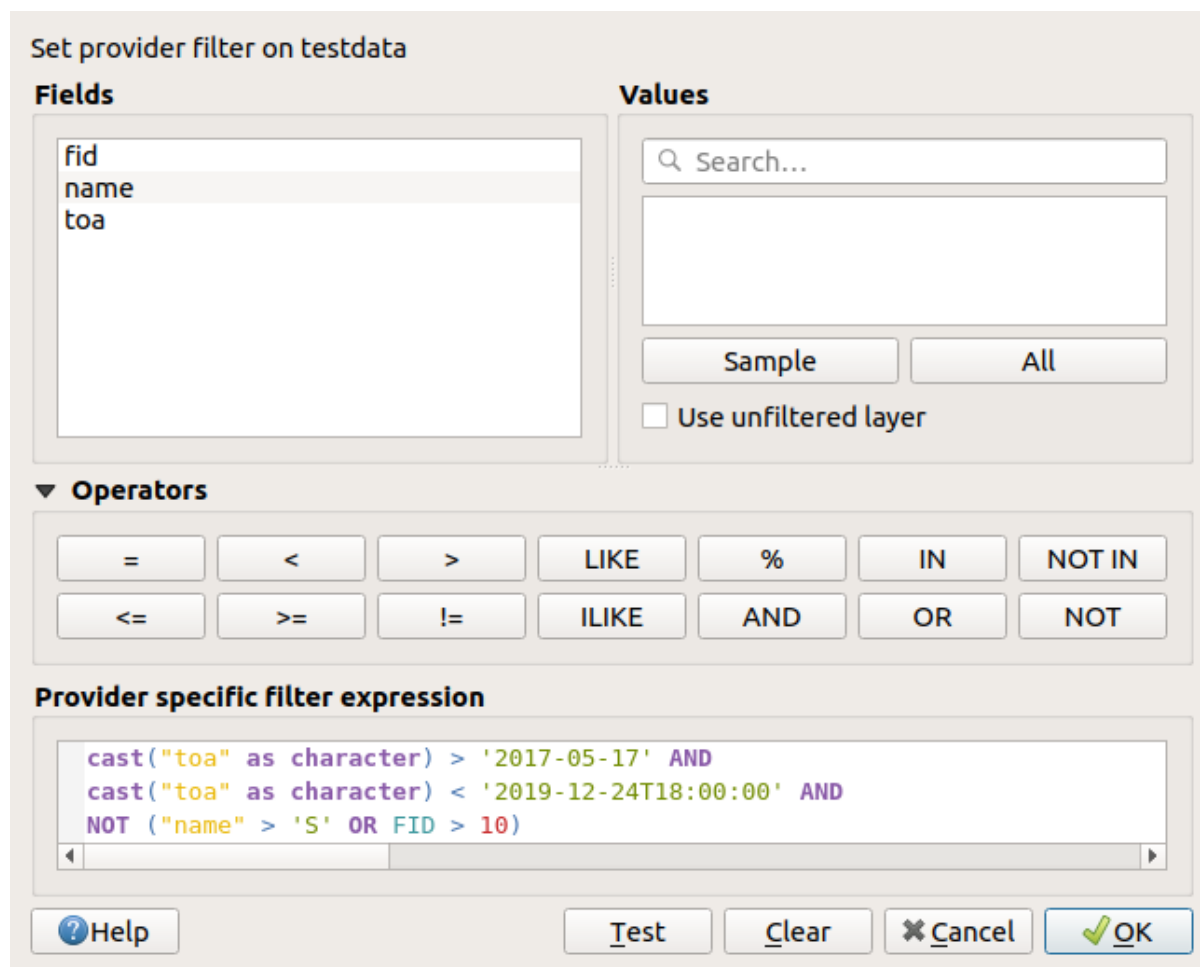 Set provider filter on testdata
Fields
Values
fid
name
toa
Search...
Sample
All
Use unfiltered layer
Operators
= < > LIKE % IN NOT IN
<= >= != ILIKE AND OR NOT
Provider specific filter expression
cast("toa" as character) > '2017-05-17' AND
cast("toa" as character) < '2019-12-24T18:00:00' AND
NOT ("name" > 'S' OR FID > 10)
Help Test Clear Cancel OK